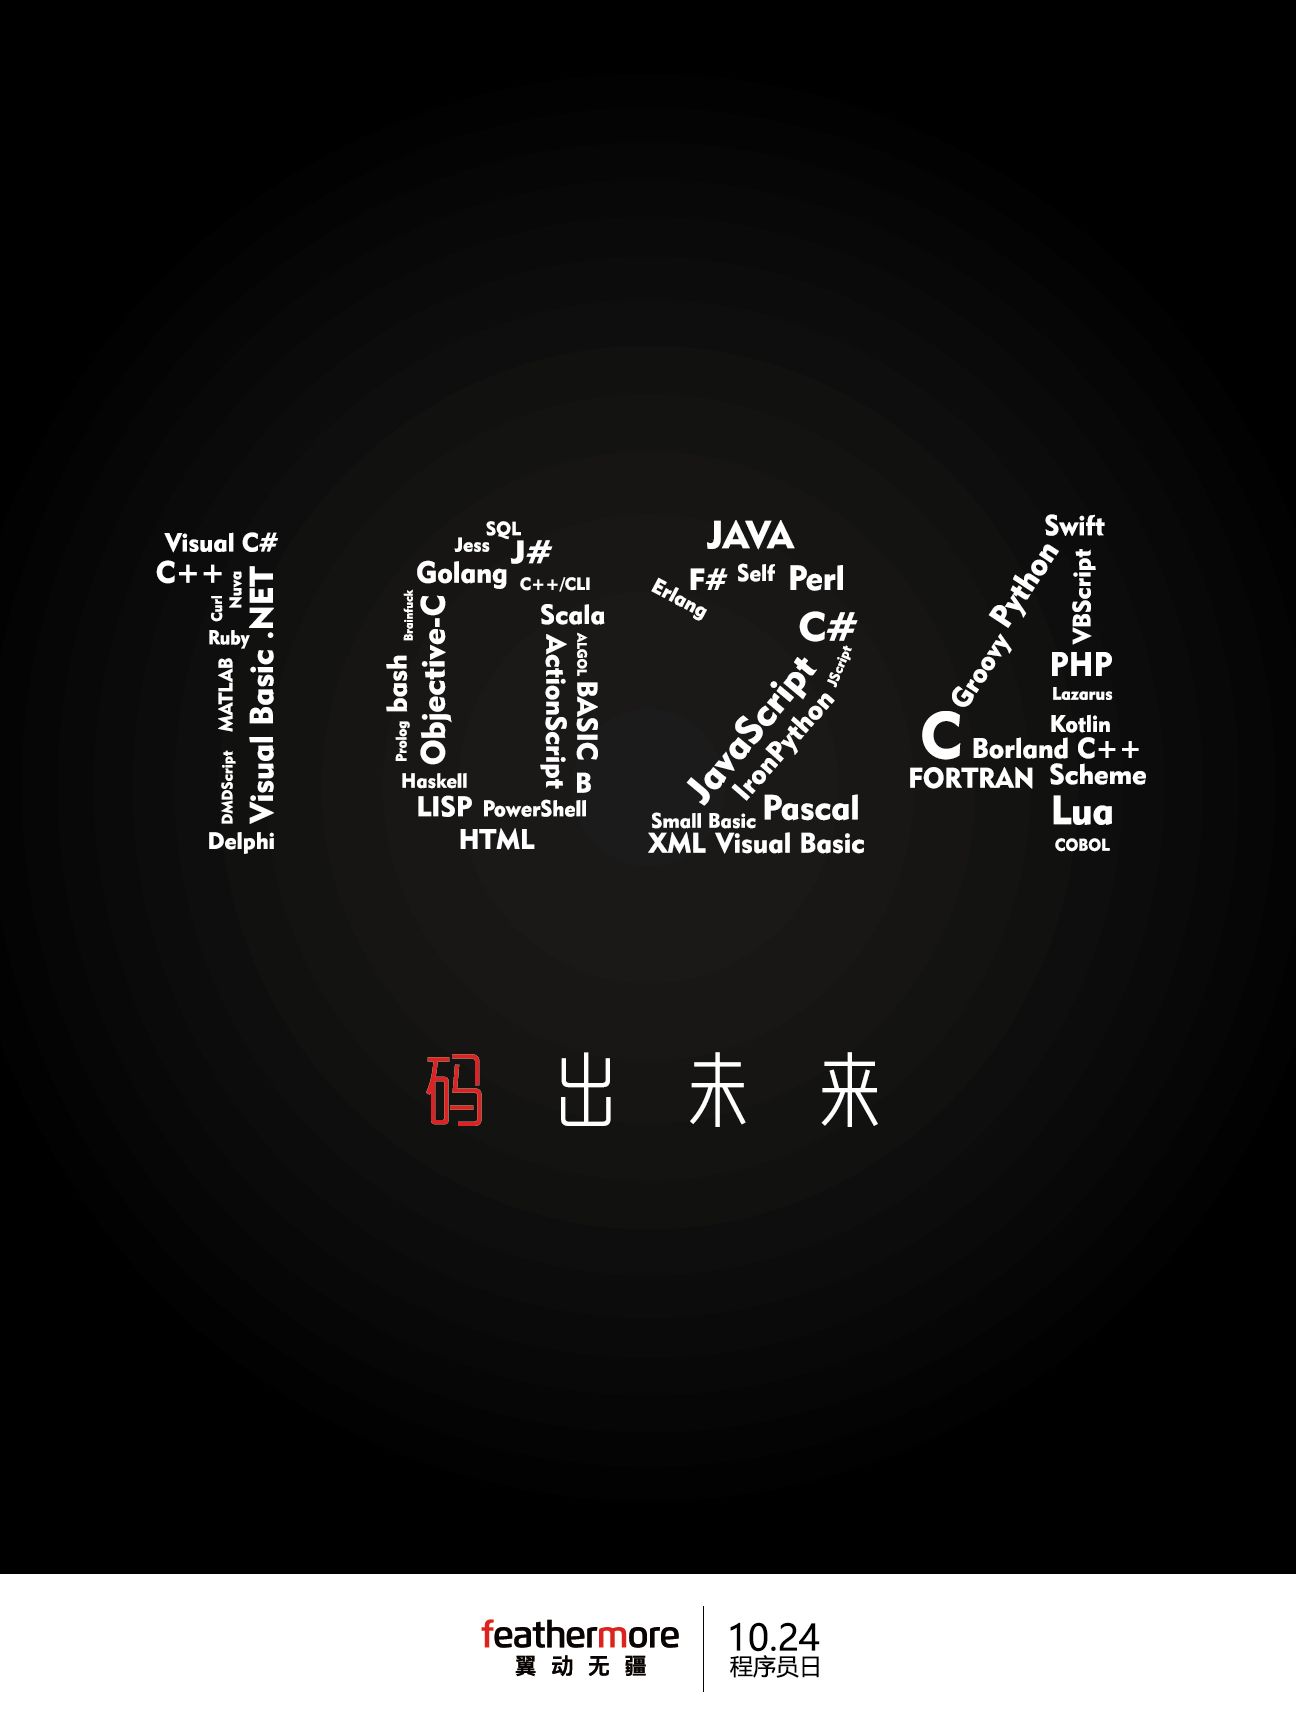 Visual C#
C++
Nuva
Curl
.NET
Ruby
Visual Basic
MATLAB
DMDScript
Delphi
SQL
Jess
J#
Golang
C++/CLI
Brainfuck
Objective-C
Scala
bash
ActionScript
ALGOL
BASIC
Prolog
Haskell
B
LISP
PowerShell
HTML
JAVA
Erlang
F#
Self
Perl
C#
JScript
JavaScript
IronPython
Pascal
Small Basic
XML
Visual Basic
Swift
Python
VBScript
Groovy
PHP
Lazarus
C
Kotlin
Borland C++
FORTRAN
Scheme
Lua
COBOL
码出未来
feathermore
翼动无疆
10.24
程序员日